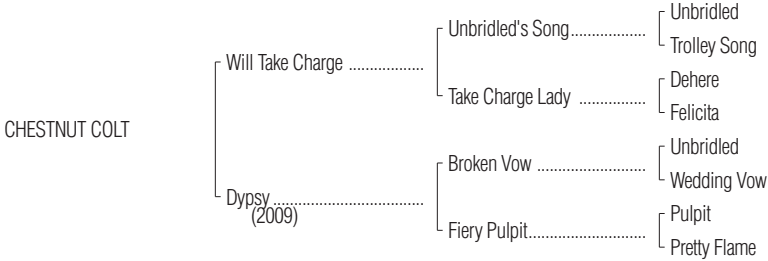 Unbridled
Unbridled's Song..................
Trolley Song
Will Take Charge ..................
Dehere
Take Charge Lady ................
Felicita
CHESTNUT COLT
Unbridled
Broken Vow ..........................
Wedding Vow
Dypsy....................................
(2009)
Pulpit
Fiery Pulpit............................
Pretty Flame